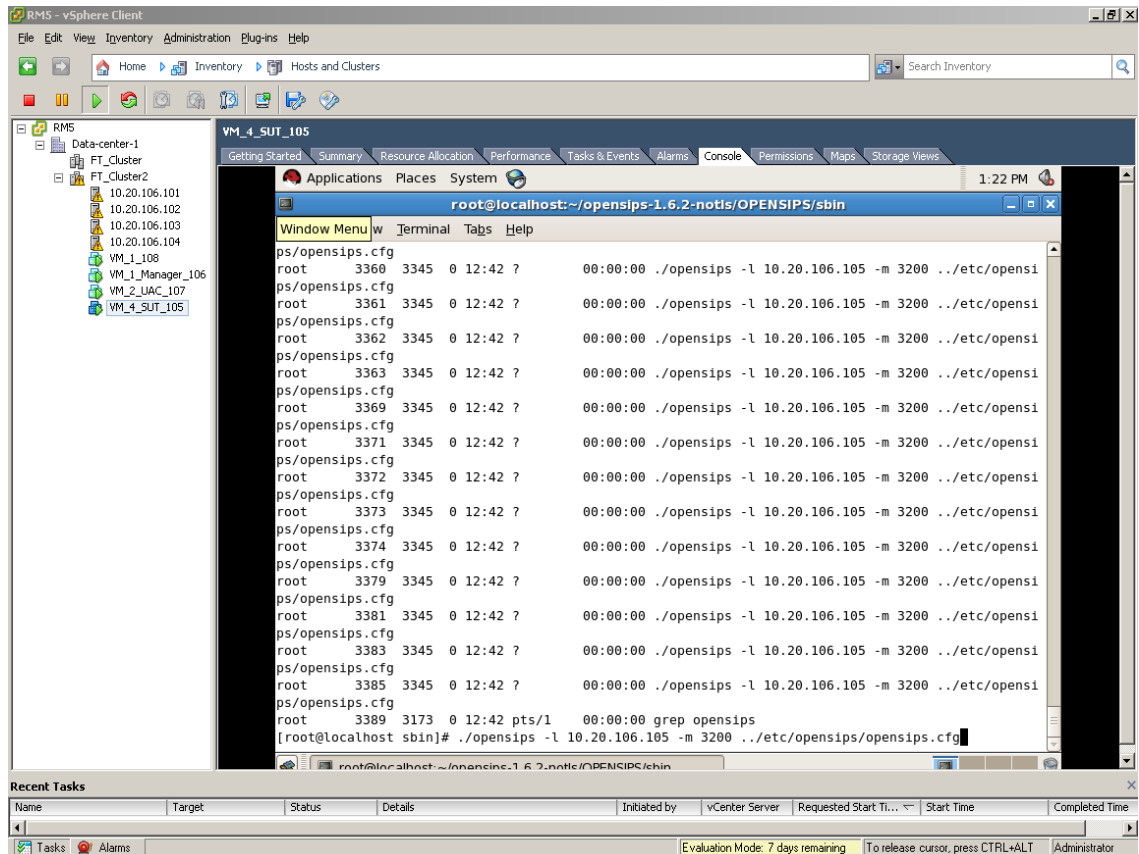 RM5 - vSphere Client
File Edit View Inventory Administration Plug-ins Help
Home Inventory Hosts and Clusters
Search Inventory
RM5
Data-center-1
FT_Cluster
FT_Cluster2
10.20.106.101
10.20.106.102
10.20.106.103
10.20.106.104
VM_1_108
VM_1_Manager_106
VM_2_UAC_107
VM_4_SUT_105
VM_4_SUT_105
Getting Started Summary Resource Allocation Performance Tasks & Events Alarms Console Permissions Maps Storage Views
Applications Places System 1:22 PM
root@localhost:~/opensips-1.6.2-notls/OPENSIPS/sbin
Window Menu w Terminal Tabs Help
ps/opensips.cfg
root 3360 3345 0 12:42 ? 00:00:00 ./opensips -l 10.20.106.105 -m 3200 ../etc/opensi
ps/opensips.cfg
root 3361 3345 0 12:42 ? 00:00:00 ./opensips -l 10.20.106.105 -m 3200 ../etc/opensi
ps/opensips.cfg
root 3362 3345 0 12:42 ? 00:00:00 ./opensips -l 10.20.106.105 -m 3200 ../etc/opensi
ps/opensips.cfg
root 3363 3345 0 12:42 ? 00:00:00 ./opensips -l 10.20.106.105 -m 3200 ../etc/opensi
ps/opensips.cfg
root 3369 3345 0 12:42 ? 00:00:00 ./opensips -l 10.20.106.105 -m 3200 ../etc/opensi
ps/opensips.cfg
root 3371 3345 0 12:42 ? 00:00:00 ./opensips -l 10.20.106.105 -m 3200 ../etc/opensi
ps/opensips.cfg
root 3372 3345 0 12:42 ? 00:00:00 ./opensips -l 10.20.106.105 -m 3200 ../etc/opensi
ps/opensips.cfg
root 3373 3345 0 12:42 ? 00:00:00 ./opensips -l 10.20.106.105 -m 3200 ../etc/opensi
ps/opensips.cfg
root 3374 3345 0 12:42 ? 00:00:00 ./opensips -l 10.20.106.105 -m 3200 ../etc/opensi
ps/opensips.cfg
root 3379 3345 0 12:42 ? 00:00:00 ./opensips -l 10.20.106.105 -m 3200 ../etc/opensi
ps/opensips.cfg
root 3381 3345 0 12:42 ? 00:00:00 ./opensips -l 10.20.106.105 -m 3200 ../etc/opensi
ps/opensips.cfg
root 3383 3345 0 12:42 ? 00:00:00 ./opensips -l 10.20.106.105 -m 3200 ../etc/opensi
ps/opensips.cfg
root 3385 3345 0 12:42 ? 00:00:00 ./opensips -l 10.20.106.105 -m 3200 ../etc/opensi
ps/opensips.cfg
root 3389 3173 0 12:42 pts/1 00:00:00 grep opensips
[root@localhost sbin]# ./opensips -l 10.20.106.105 -m 3200 ../etc/opensips/opensips.cfg
root@localhost:~/opensips-1.6.2-notls/OPENSIPS/sbin
Recent Tasks
Name Target Status Details Initiated by vCenter Server Requested Start Ti... Start Time Completed Time
Tasks Alarms Evaluation Mode: 7 days remaining To release cursor, press CTRL+ALT Administrator